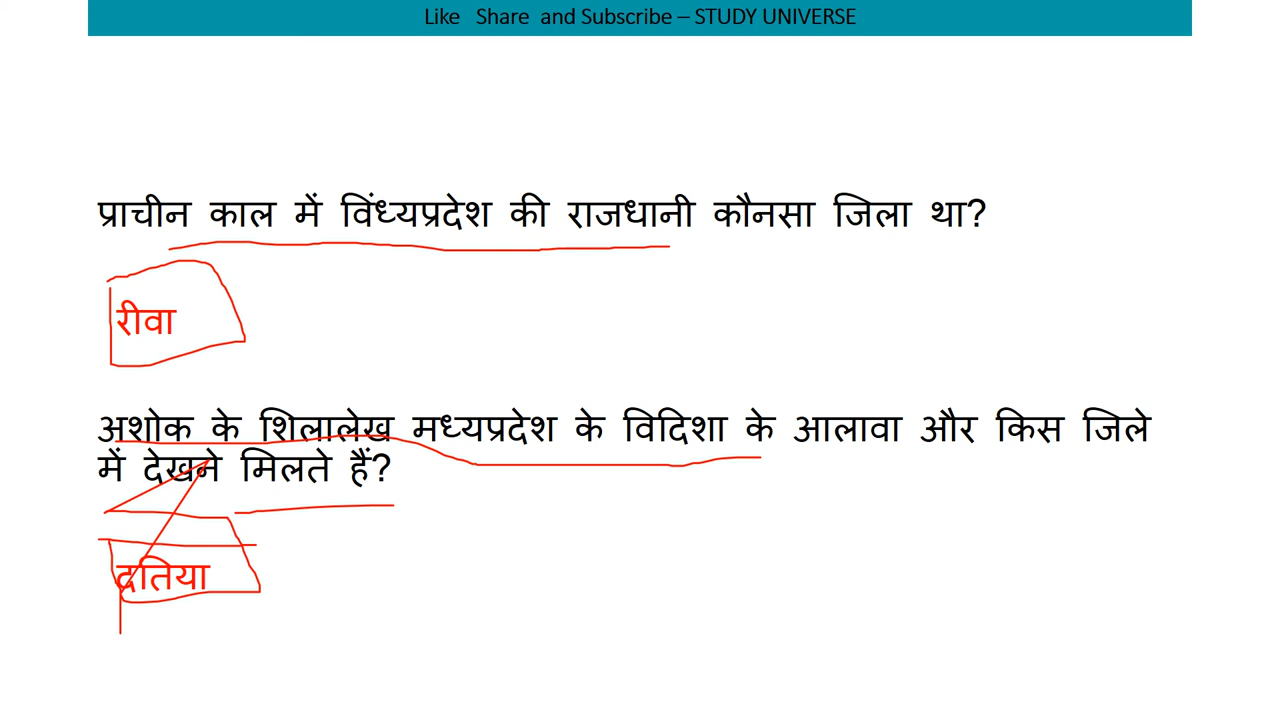 Like Share and Subscribe – STUDY UNIVERSE
प्राचीन काल में विंध्यप्रदेश की राजधानी कौनसा जिला था?
रीवा
अशोक के शिलालेख मध्यप्रदेश के विदिशा के आलावा और किस जिले
में देखने मिलते हैं?
दतिया